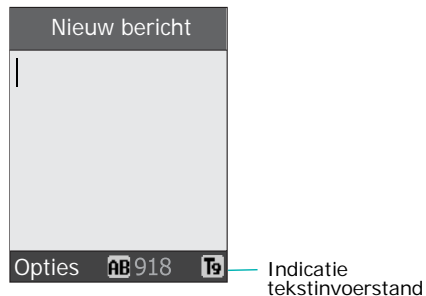 Nieuw bericht
Opties AB 918 T9
Indicatie
tekstinvoerstand